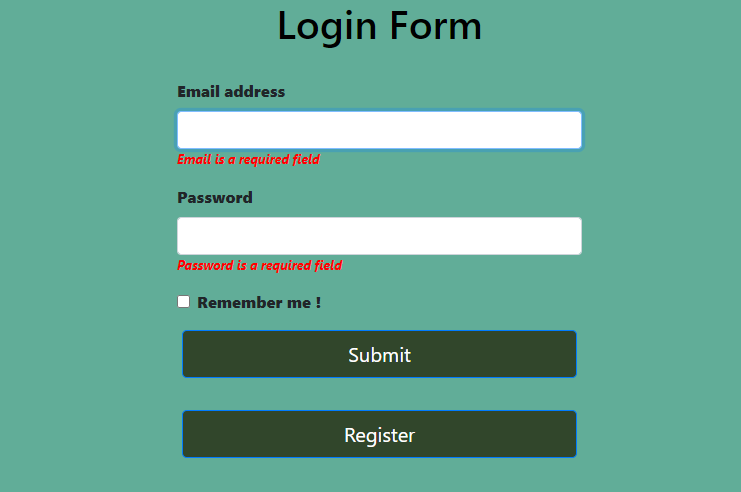 Login Form
Email address
Email is a required field
Password
Password is a required field
Remember me !
Submit
Register